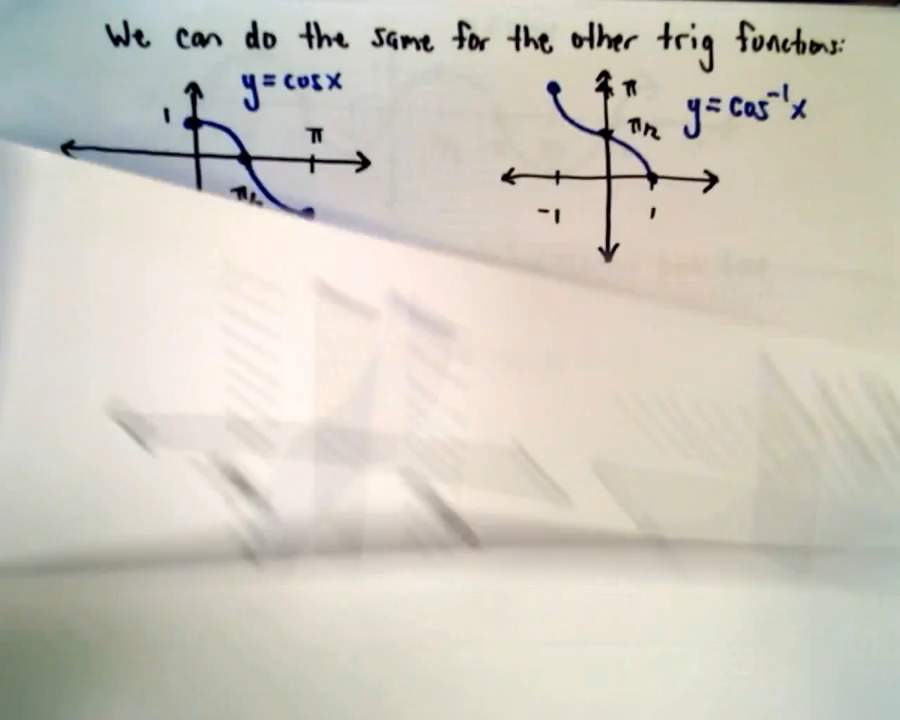 We can do the same for the other trig functions:
y = cos x
1
π
π/2
π
y = cos⁻¹ x
π/2
-1
1